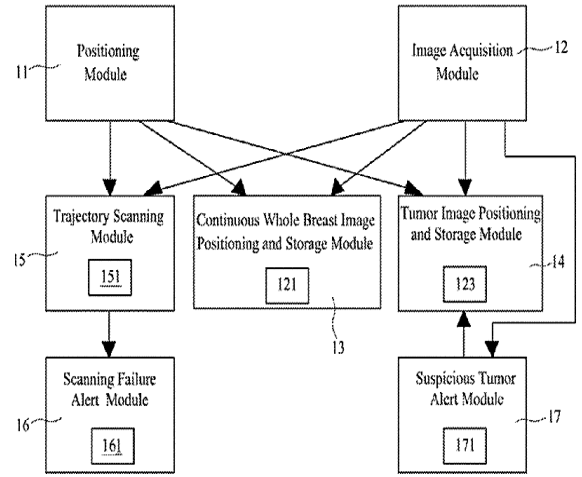 Positioning
Module
11
Image Acquisition
Module
12
Trajectory Scanning
Module
151
15
Continuous Whole Breast Image
Positioning and Storage Module
121
13
Tumor Image Positioning
and Storage Module
123
14
Scanning Failure
Alert Module
161
16
Suspicious Tumor
Alert Module
171
17